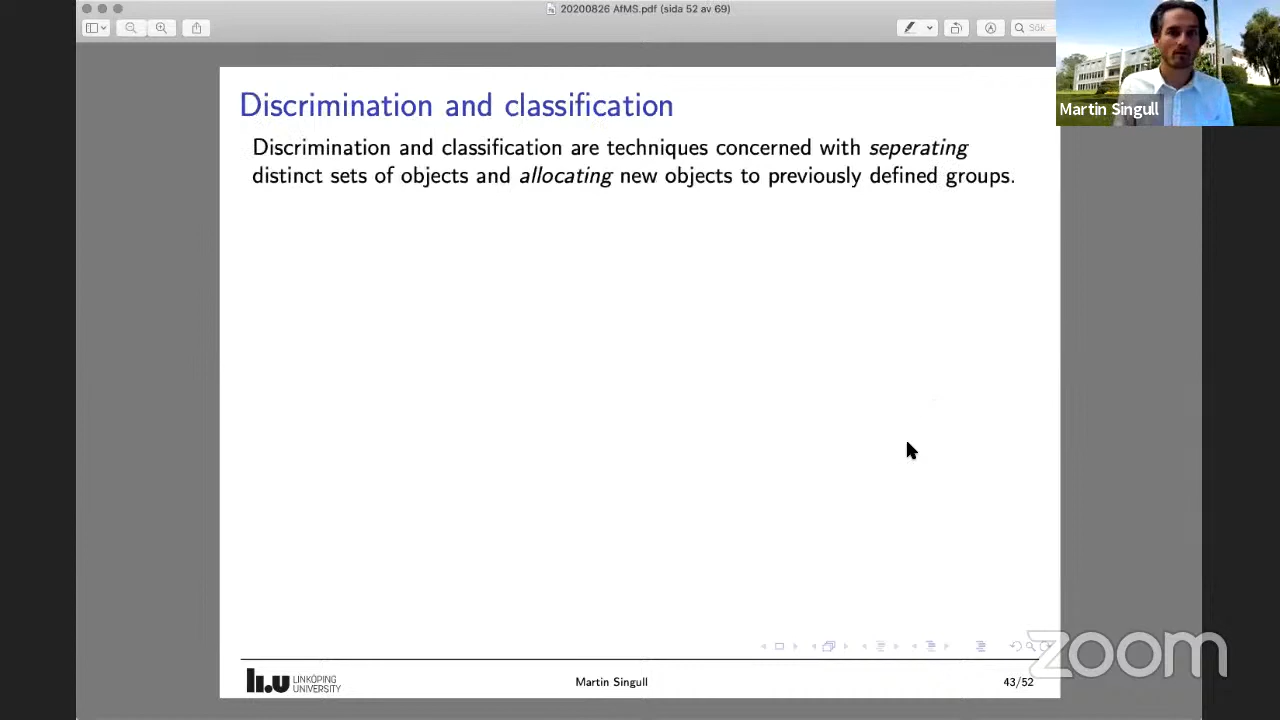 20200826 AfMS.pdf (sida 52 av 69)
Sök
Martin Singull
Discrimination and classification
Discrimination and classification are techniques concerned with seperating
distinct sets of objects and allocating new objects to previously defined groups.
LINKÖPING
UNIVERSITY
li.u
Martin Singull
43/52
zoom